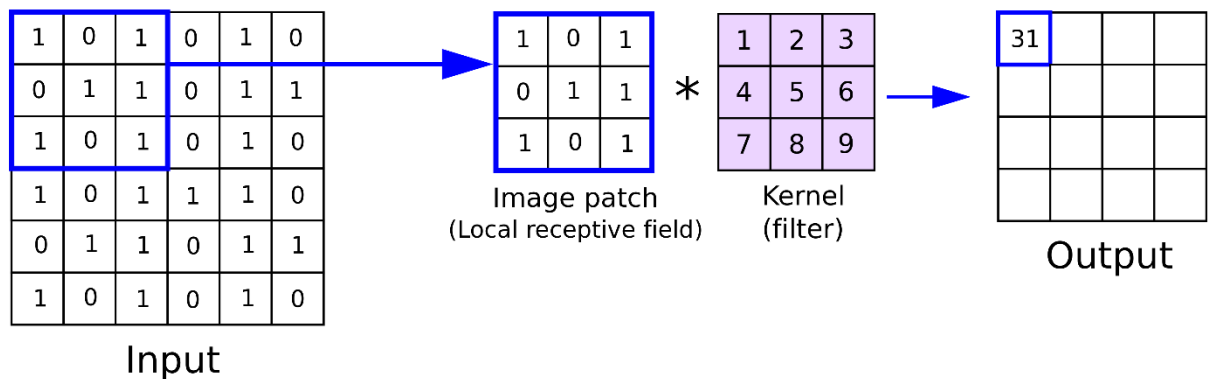 1 0 1 0 1 0
0 1 1 0 1 1
1 0 1 0 1 0
1 0 1 1 1 0
0 1 1 0 1 1
1 0 1 0 1 0
Input
1 0 1
0 1 1
1 0 1
Image patch
(Local receptive field)
*
1 2 3
4 5 6
7 8 9
Kernel
(filter)
31
Output